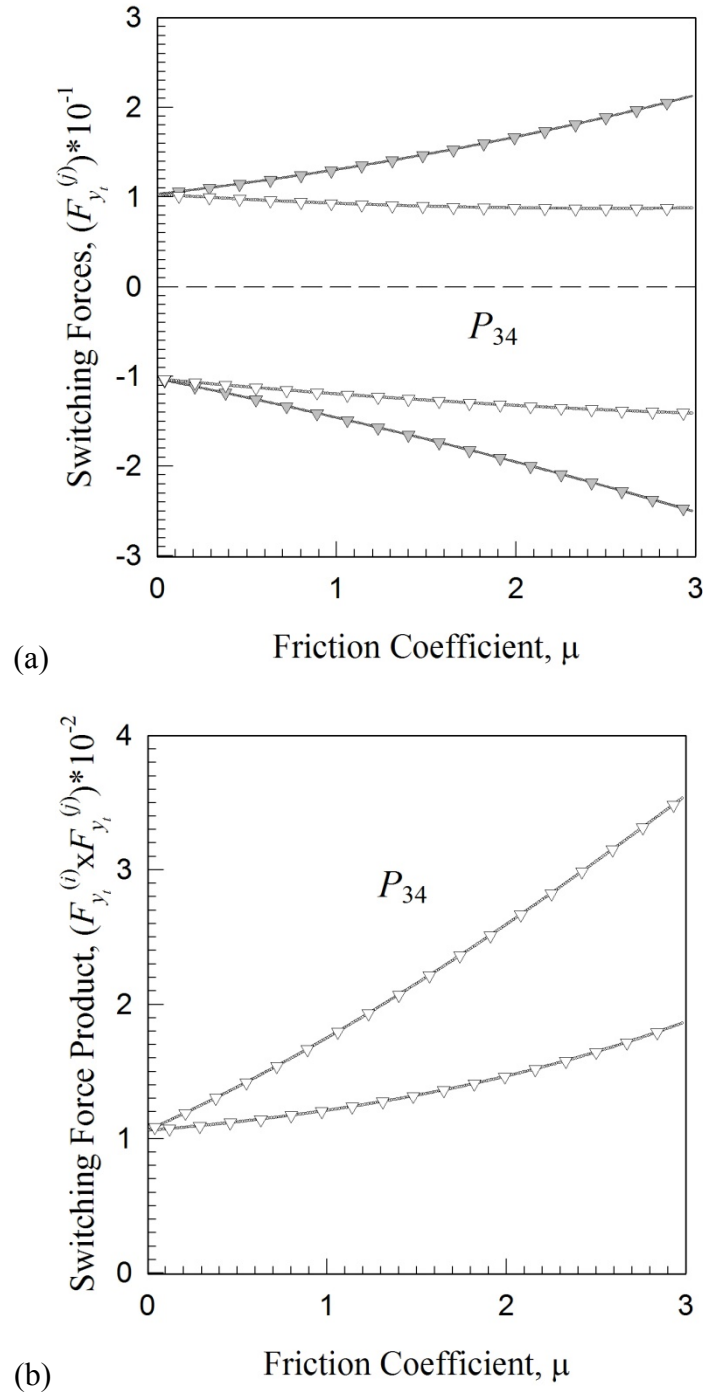 3
2
1
0
-1
-2
-3
Switching Forces, (F_{y_t}^{(j)})*10^{-1}
P_{34}
0 1 2 3
Friction Coefficient, μ
(a)
4
3
2
1
0
Switching Force Product, (F_{y_t}^{(i)}xF_{y_t}^{(j)})*10^{-2}
P_{34}
0 1 2 3
Friction Coefficient, μ
(b)